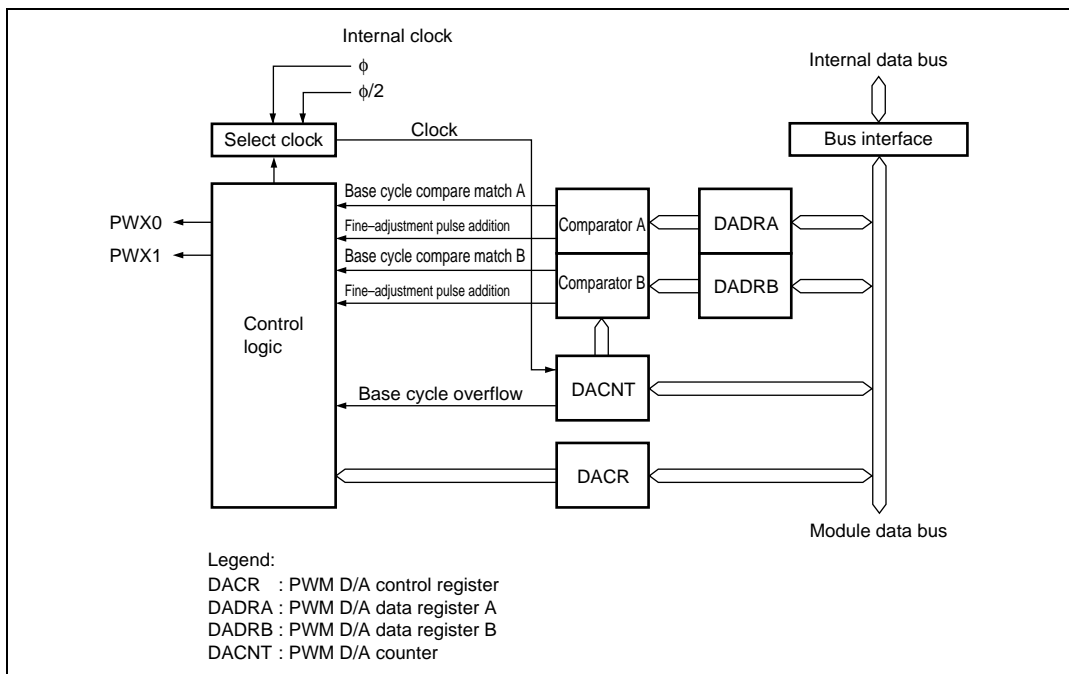 Internal clock
ϕ
ϕ/2
Internal data bus
Select clock
Clock
Bus interface
Base cycle compare match A
PWX0
Fine–adjustment pulse addition
Comparator A
DADRA
PWX1
Base cycle compare match B
Fine–adjustment pulse addition
Comparator B
DADRB
Control
logic
DACNT
Base cycle overflow
DACR
Module data bus
Legend:
DACR : PWM D/A control register
DADRA : PWM D/A data register A
DADRB : PWM D/A data register B
DACNT : PWM D/A counter